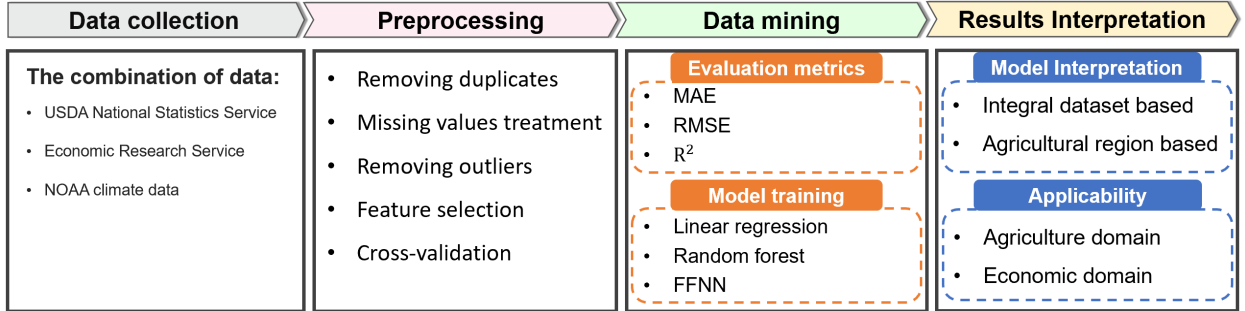 Data collection
Preprocessing
Data mining
Results Interpretation
The combination of data:
• USDA National Statistics Service
• Economic Research Service
• NOAA climate data
• Removing duplicates
• Missing values treatment
• Removing outliers
• Feature selection
• Cross-validation
Evaluation metrics
• MAE
• RMSE
• R²
Model training
• Linear regression
• Random forest
• FFNN
Model Interpretation
• Integral dataset based
• Agricultural region based
Applicability
• Agriculture domain
• Economic domain